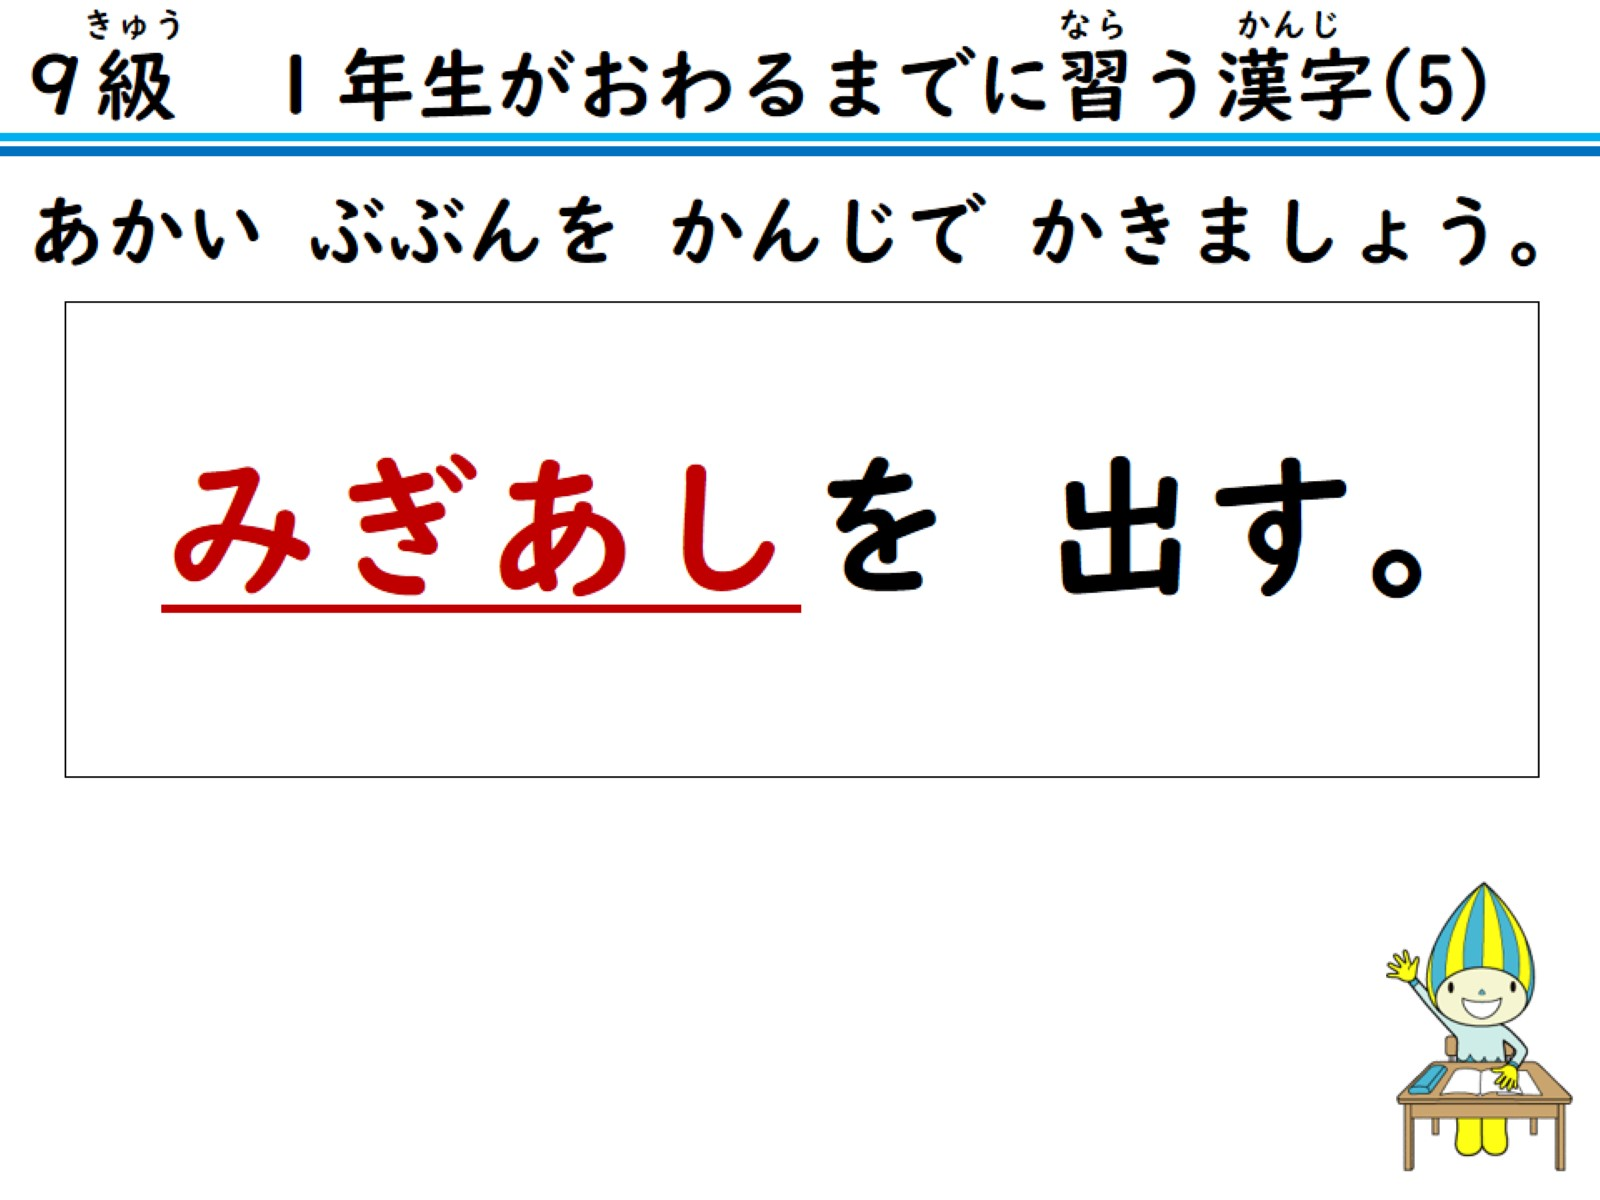 きゅう なら かんじ
9級 1年生がおわるまでに習う漢字(5)
あかい ぶぶんを かんじで かきましょう。
みぎあしを 出す。